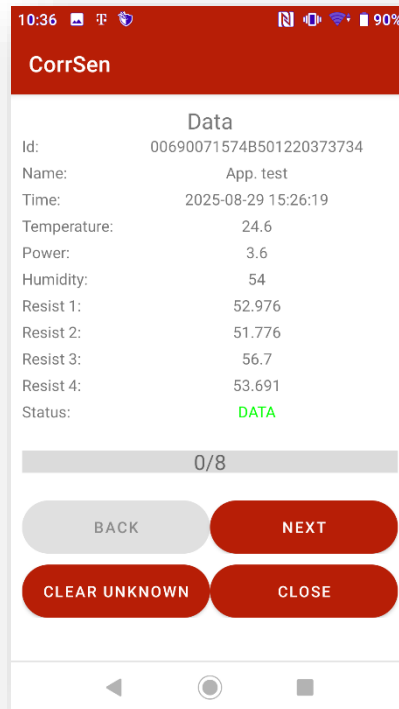 10:36 90%
CorrSen
Data
Id: 00690071574B501220373734
Name: App. test
Time: 2025-08-29 15:26:19
Temperature: 24.6
Power: 3.6
Humidity: 54
Resist 1: 52.976
Resist 2: 51.776
Resist 3: 56.7
Resist 4: 53.691
Status: DATA
0/8
BACK NEXT
CLEAR UNKNOWN CLOSE